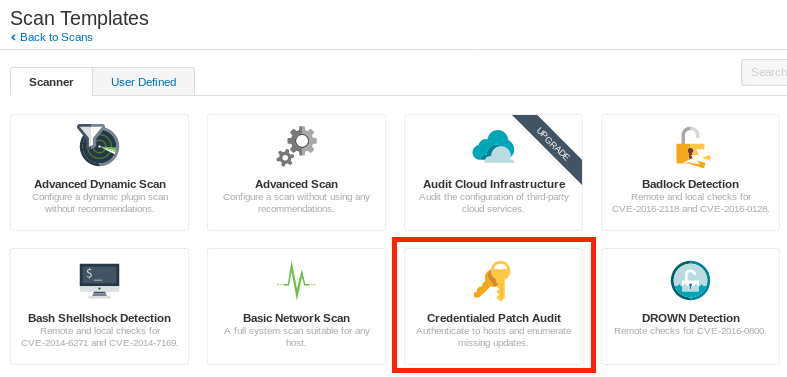 Scan Templates
Back to Scans
Scanner
User Defined
Search
UPGRADE
Advanced Dynamic Scan
Configure a dynamic plugin scan
without recommendations.
Advanced Scan
Configure a scan without using any
recommendations.
Audit Cloud Infrastructure
Audit the configuration of third-party
cloud services.
Badlock Detection
Remote and local checks for
CVE-2016-2118 and CVE-2016-0128.
$
Bash Shellshock Detection
Remote and local checks for
CVE-2014-6271 and CVE-2014-7169.
Basic Network Scan
A full system scan suitable for any
host.
Credentialed Patch Audit
Authenticate to hosts and enumerate
missing updates.
DROWN Detection
Remote checks for CVE-2016-0800.